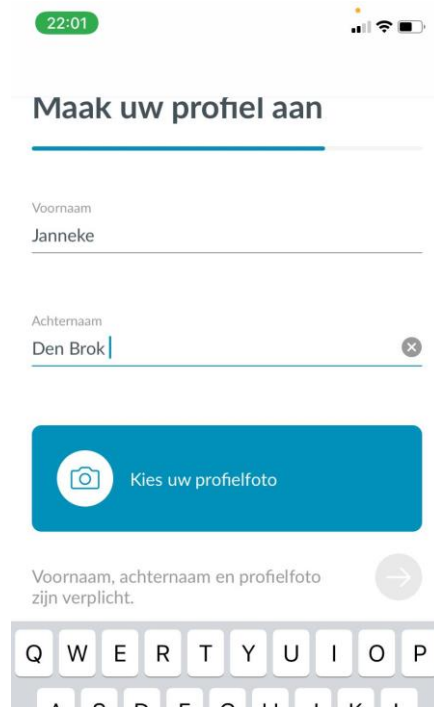 22:01
Maak uw profiel aan
Voornaam
Janneke
Achternaam
Den Brok
Kies uw profielfoto
Voornaam, achternaam en profielfoto
zijn verplicht.
Q W E R T Y U I O P
A S D F G H J K L